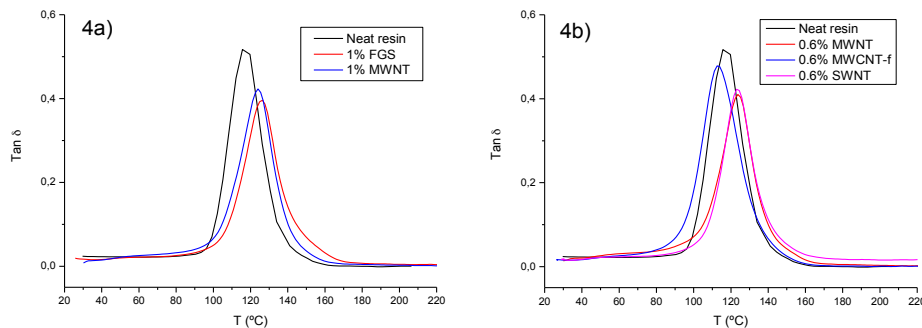 4a)
Neat resin
1% FGS
1% MWNT
Tan δ
0,6
0,4
0,2
0,0
20 40 60 80 100 120 140 160 180 200 220
T (ºC)
4b)
Neat resin
0.6% MWNT
0.6% MWCNT-f
0.6% SWNT
Tan δ
0,6
0,4
0,2
0,0
20 40 60 80 100 120 140 160 180 200 220
T (ºC)